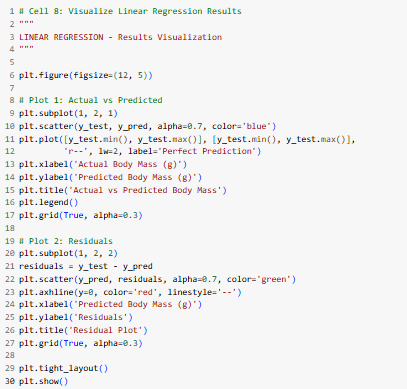 1 # Cell 8: Visualize Linear Regression Results
2 """
3 LINEAR REGRESSION - Results Visualization
4 """
5
6 plt.figure(figsize=(12, 5))
7
8 # Plot 1: Actual vs Predicted
9 plt.subplot(1, 2, 1)
10 plt.scatter(y_test, y_pred, alpha=0.7, color='blue')
11 plt.plot([y_test.min(), y_test.max()], [y_test.min(), y_test.max()],
12          'r--', lw=2, label='Perfect Prediction')
13 plt.xlabel('Actual Body Mass (g)')
14 plt.ylabel('Predicted Body Mass (g)')
15 plt.title('Actual vs Predicted Body Mass')
16 plt.legend()
17 plt.grid(True, alpha=0.3)
18
19 # Plot 2: Residuals
20 plt.subplot(1, 2, 2)
21 residuals = y_test - y_pred
22 plt.scatter(y_pred, residuals, alpha=0.7, color='green')
23 plt.axhline(y=0, color='red', linestyle='--')
24 plt.xlabel('Predicted Body Mass (g)')
25 plt.ylabel('Residuals')
26 plt.title('Residual Plot')
27 plt.grid(True, alpha=0.3)
28
29 plt.tight_layout()
30 plt.show()